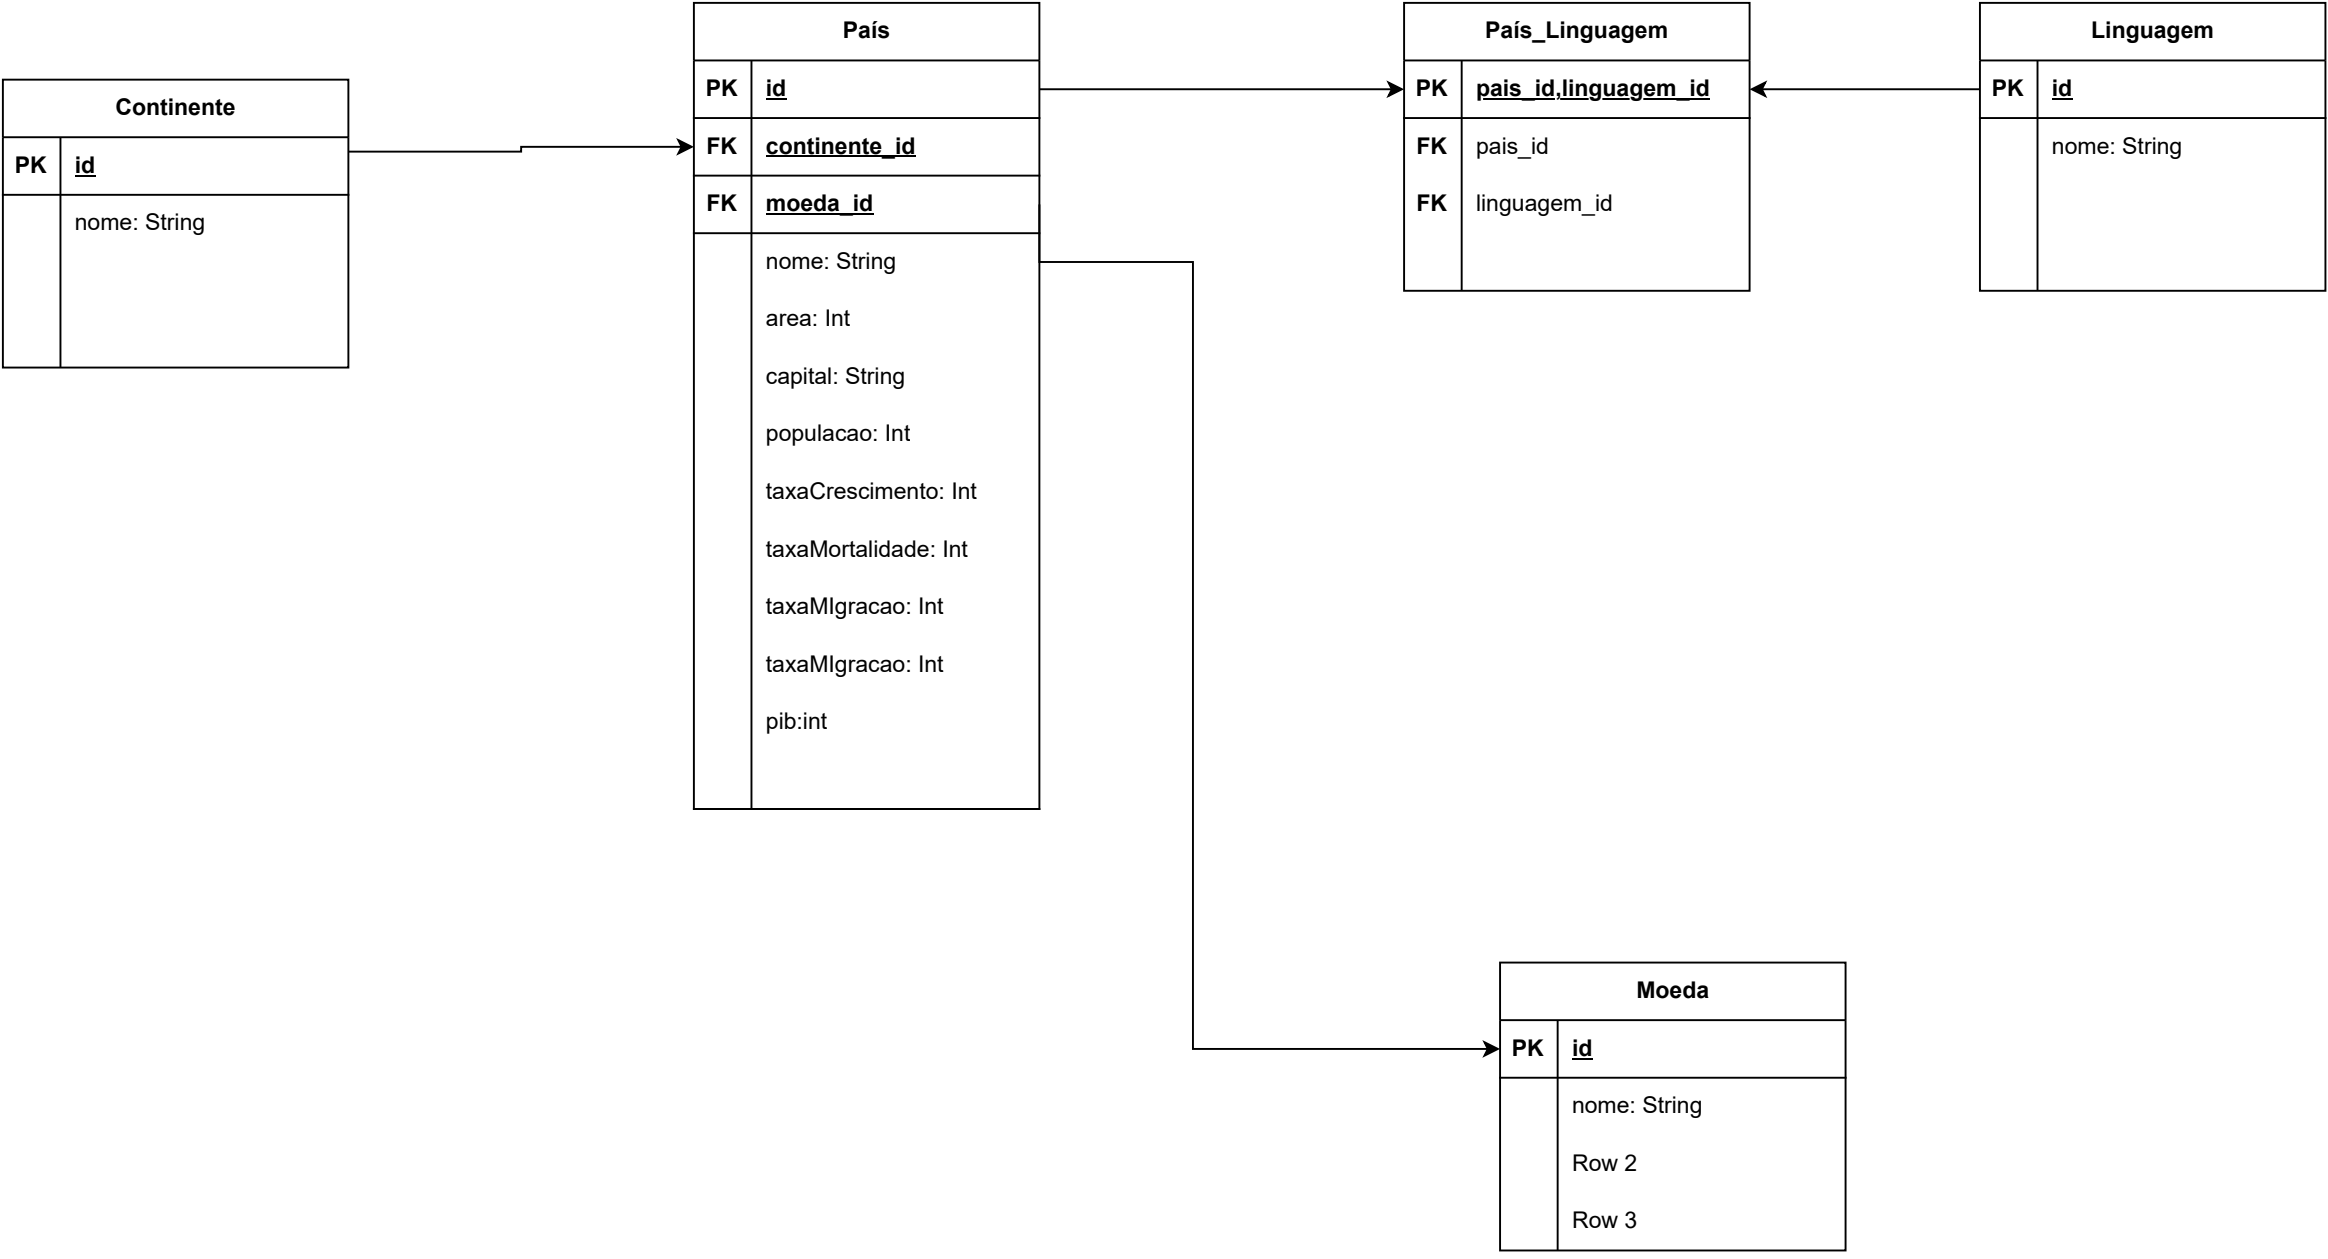 Continente
PK id
nome: String
País
PK id
FK continente_id
FK moeda_id
nome: String
area: Int
capital: String
populacao: Int
taxaCrescimento: Int
taxaMortalidade: Int
taxaMIgracao: Int
taxaMIgracao: Int
pib:int
País_Linguagem
PK pais_id,linguagem_id
FK pais_id
FK linguagem_id
Linguagem
PK id
nome: String
Moeda
PK id
nome: String
Row 2
Row 3